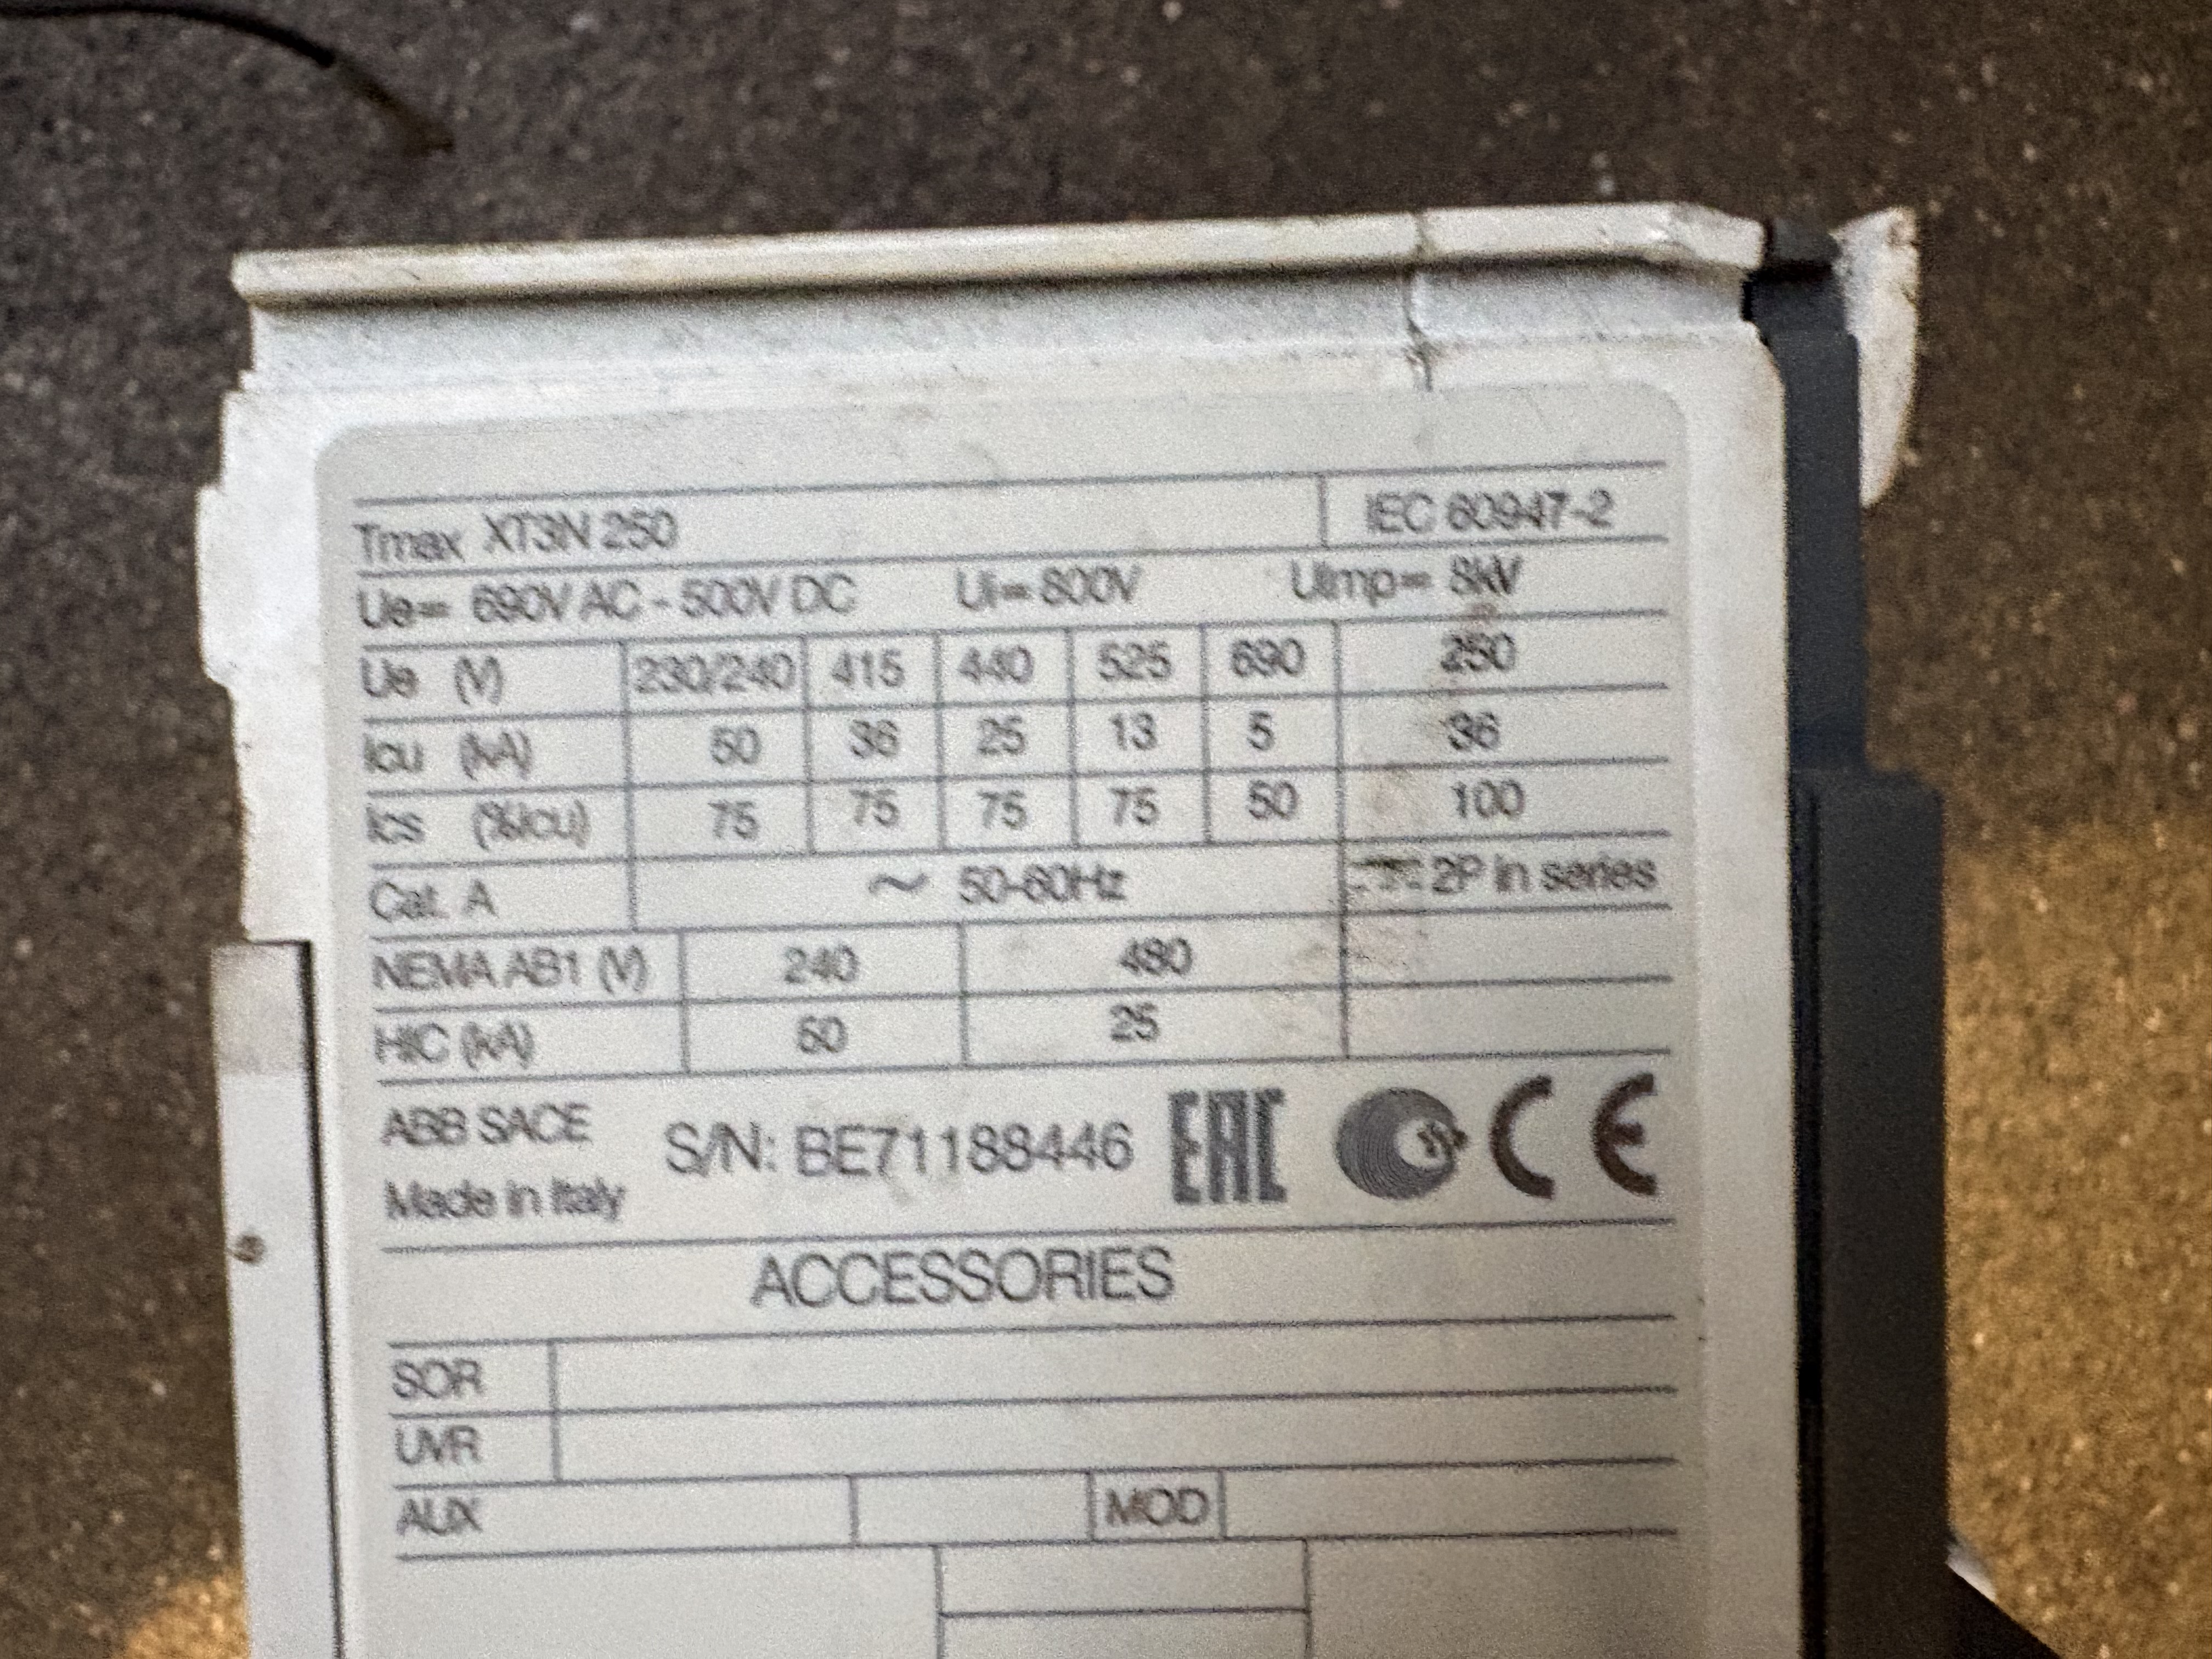 Tmax XT3N 250 IEC 60947-2
Ue= 690V AC - 500V DC Ui= 800V Uimp= 8kV
Ue (V) 230/240 415 440 525 690 250
Icu (kA) 50 36 25 13 5 36
Ics (%Icu) 75 75 75 75 50 100
Cat. A ~ 50-60Hz 2P in series
NEMA AB1 (V) 240 480
HIC (kA) 50 25
ABB SACE
Made in Italy
S/N: BE71188446 EAC CE
ACCESSORIES
SOR
UVR
AUX MOD